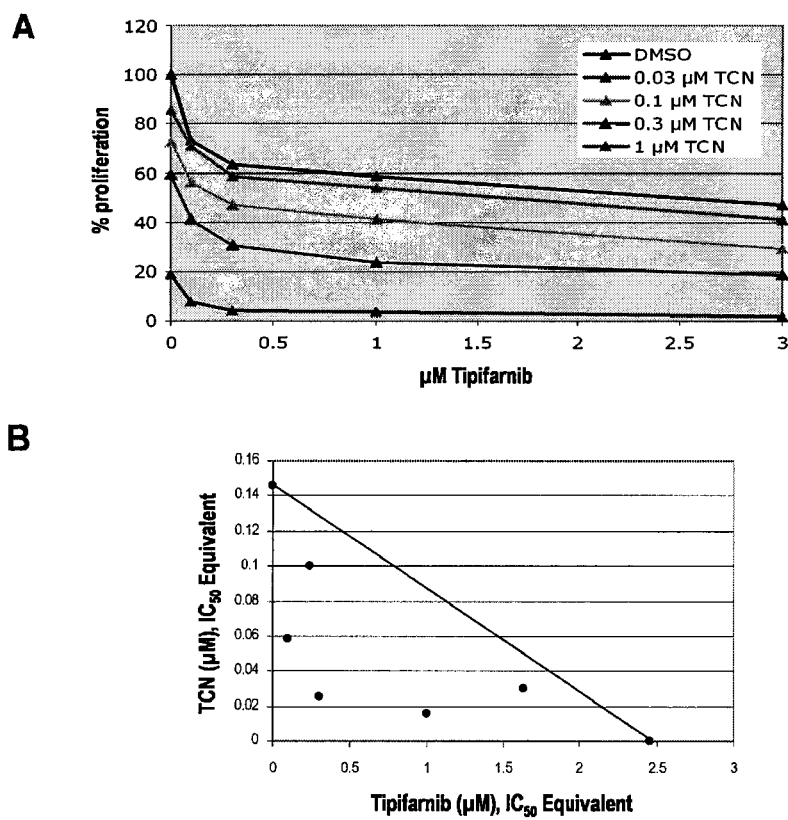 A
120
100
80
60
40
20
0
% proliferation
DMSO
0.03 µM TCN
0.1 µM TCN
0.3 µM TCN
1 µM TCN
0 0.5 1 1.5 2 2.5 3
µM Tipifarnib
B
0.16
0.14
0.12
0.1
0.08
0.06
0.04
0.02
0
TCN (µM), IC50 Equivalent
0 0.5 1 1.5 2 2.5 3
Tipifarnib (µM), IC50 Equivalent